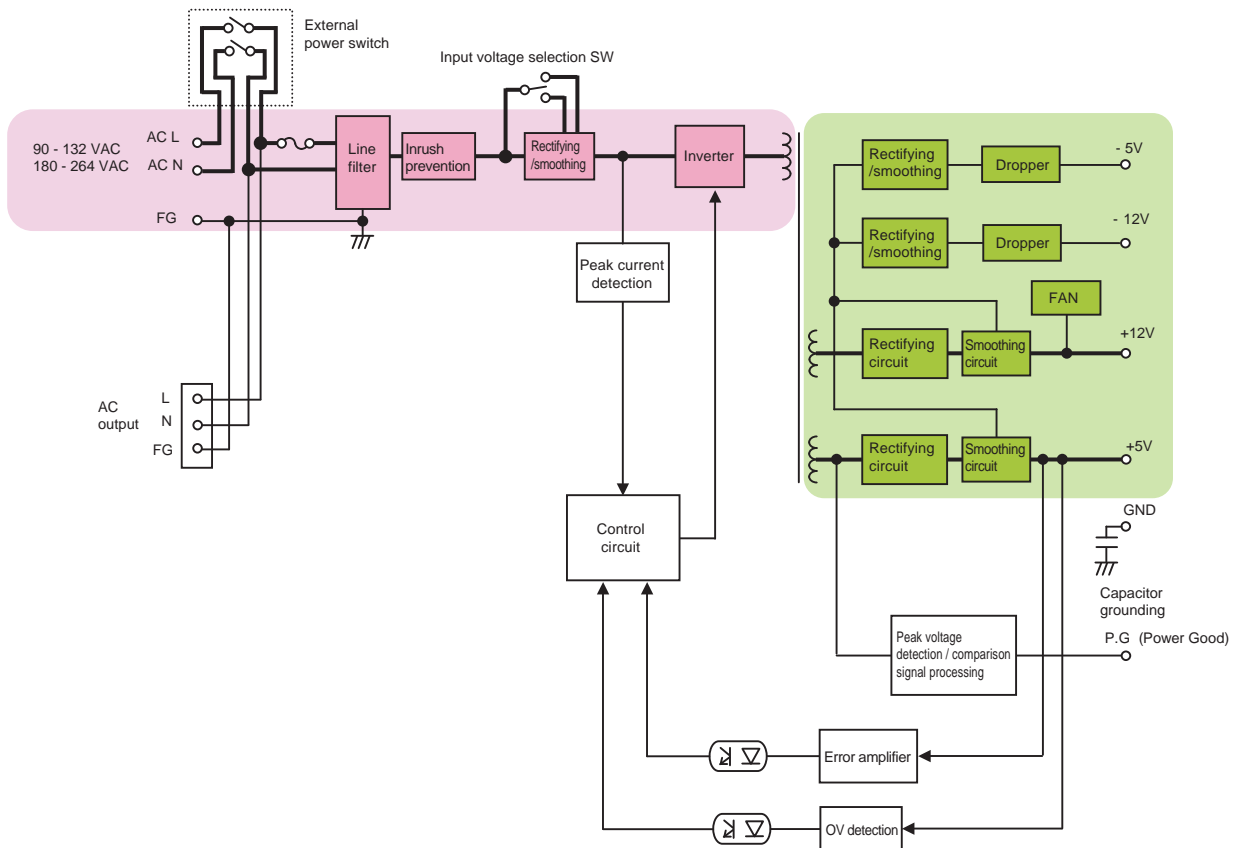 External
power switch
Input voltage selection SW
90 - 132 VAC
180 - 264 VAC
AC L
AC N
FG
Line
filter
Inrush
prevention
Rectifying
/smoothing
Inverter
Rectifying
/smoothing
Dropper
- 5V
Rectifying
/smoothing
Dropper
- 12V
Peak current
detection
FAN
Rectifying
circuit
Smoothing
circuit
+12V
AC
output
L
N
FG
Rectifying
circuit
Smoothing
circuit
+5V
Control
circuit
GND
Capacitor
grounding
Peak voltage
detection / comparison
signal processing
P.G (Power Good)
Error amplifier
OV detection